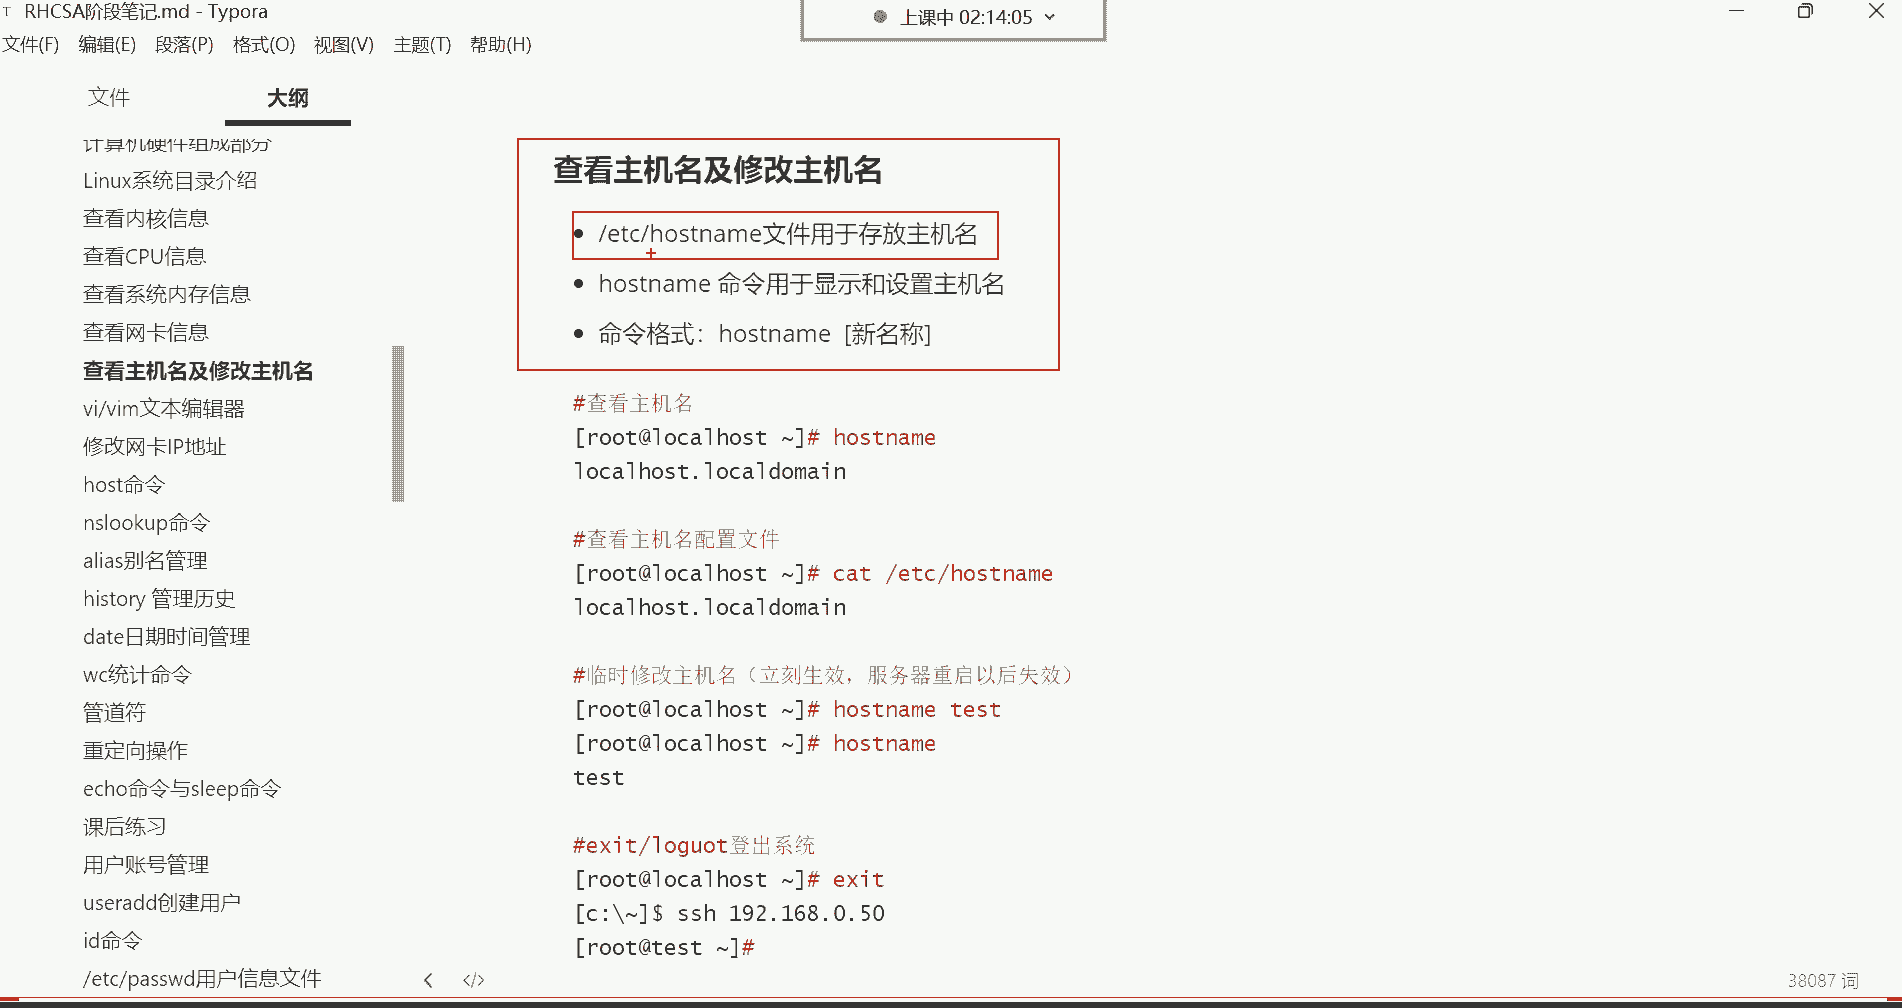 RHCSA阶段笔记.md - Typora
上课中 02:14:05
文件(F) 编辑(E) 段落(P) 格式(O) 视图(V) 主题(T) 帮助(H)
文件 大纲
计算机硬件组成部分
Linux系统目录介绍
查看内核信息
查看CPU信息
查看系统内存信息
查看网卡信息
查看主机名及修改主机名
vi/vim文本编辑器
修改网卡IP地址
host命令
nslookup命令
alias别名管理
history 管理历史
date日期时间管理
wc统计命令
管道符
重定向操作
echo命令与sleep命令
课后练习
用户账号管理
useradd创建用户
id命令
/etc/passwd用户信息文件
查看主机名及修改主机名
/etc/hostname文件用于存放主机名
hostname 命令用于显示和设置主机名
命令格式：hostname [新名称]
#查看主机名
[root@localhost ~]# hostname
localhost.localdomain
#查看主机名配置文件
[root@localhost ~]# cat /etc/hostname
localhost.localdomain
#临时修改主机名（立刻生效，服务器重启以后失效）
[root@localhost ~]# hostname test
[root@localhost ~]# hostname
test
#exit/loguot登出系统
[root@localhost ~]# exit
[c:\~]$ ssh 192.168.0.50
[root@test ~]#
38087 词